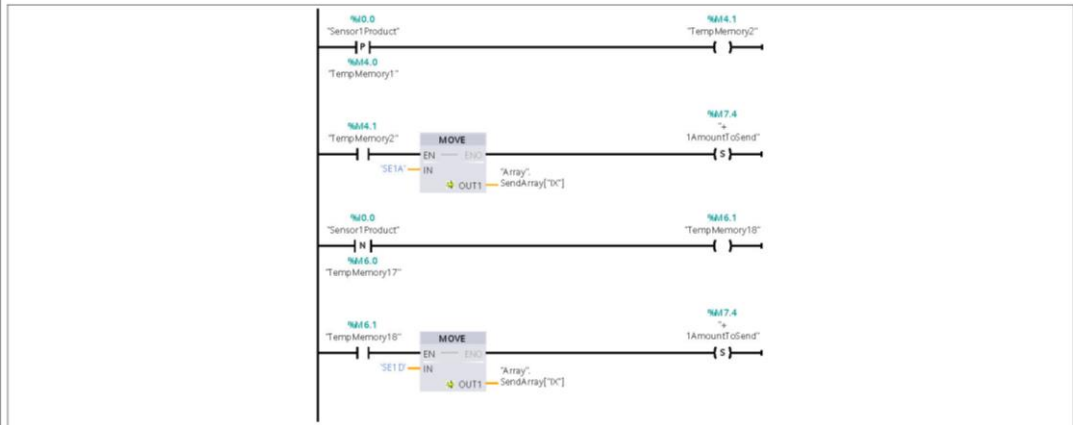 %I0.0
"Sensor1Product"
P
%M4.0
"TempMemory1"
%M4.1
"TempMemory2"
%M4.1
"TempMemory2"
MOVE
EN
ENO
'SE1A'
IN
OUT1
"Array".
SendArray["IX"]
%M7.4
"+
1AmountToSend"
S
%I0.0
"Sensor1Product"
N
%M6.0
"TempMemory17"
%M6.1
"TempMemory18"
%M6.1
"TempMemory18"
MOVE
EN
ENO
'SE1D'
IN
OUT1
"Array".
SendArray["IX"]
%M7.4
"+
1AmountToSend"
S